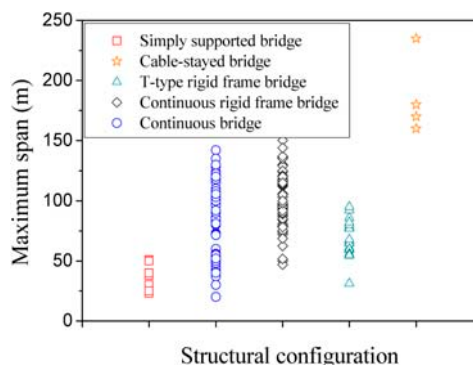 250
200
150
100
50
0
Maximum span (m)
Simply supported bridge
Cable-stayed bridge
T-type rigid frame bridge
Continuous rigid frame bridge
Continuous bridge
Structural configuration